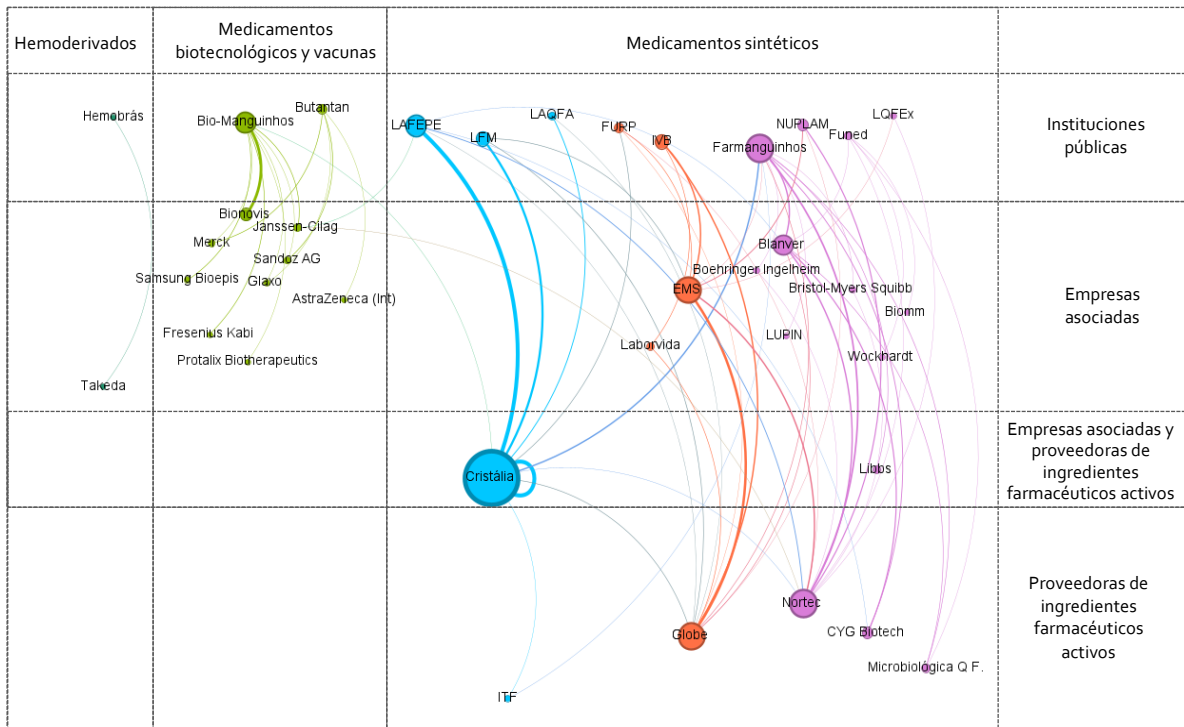 Hemoderivados
Medicamentos
biotecnológicos y vacunas
Medicamentos sintéticos
Hemobrás
Bio-Manguinhos
Butantan
LAFEPE
LFM
LAQFA
FURP
IVB
Farmanguinhos
NUPLAM
Funed
LQFEx
Instituciones
públicas
Bionovis
Janssen-Cilag
Merck
Sandoz AG
Samsung Bioepis
Glaxo
AstraZeneca (Int)
Fresenius Kabi
Protalix Biotherapeutics
Takeda
Blanver
Boehringer Ingelheim
EMS
Bristol-Myers Squibb
Biomm
LUPIN
Laborvida
Wockhardt
Empresas
asociadas
Cristália
Libbs
Empresas asociadas y
proveedoras de
ingredientes
farmacéuticos activos
Nortec
Globe
CYG Biotech
Microbiológica Q F.
ITF
Proveedoras de
ingredientes
farmacéuticos
activos